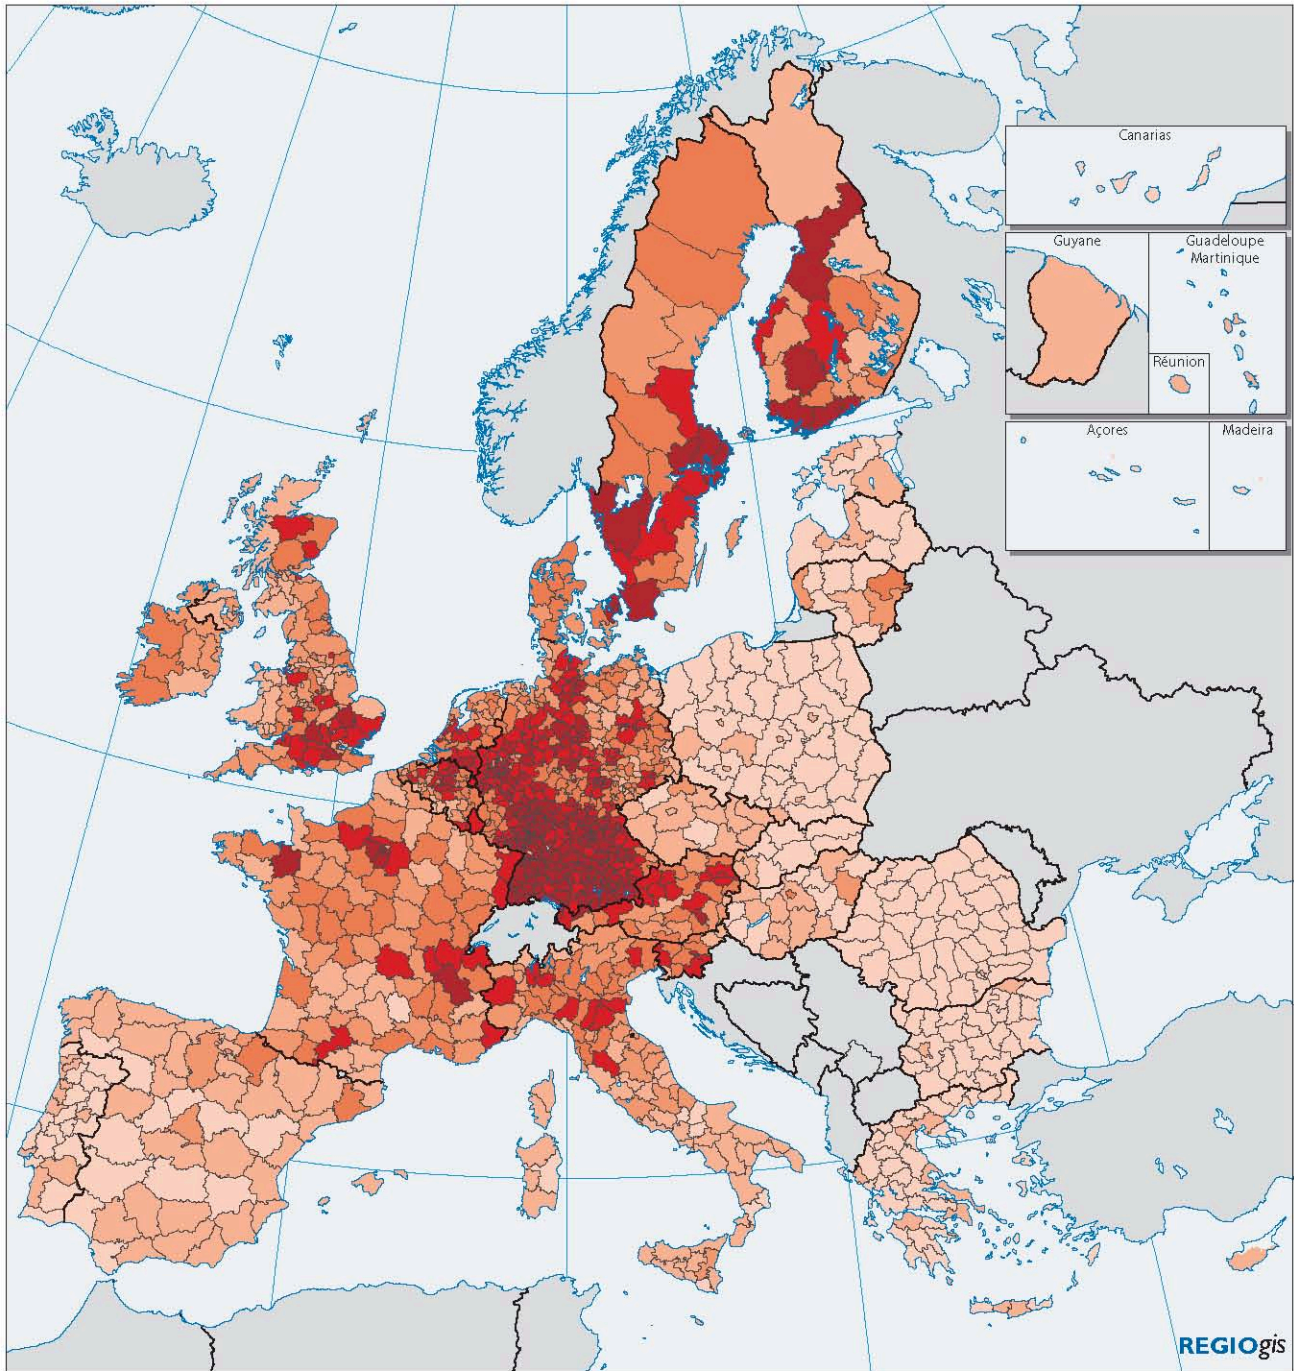 Canarias
Guyane
Guadeloupe
Martinique
Réunion
Açores
Madeira
REGIOgis